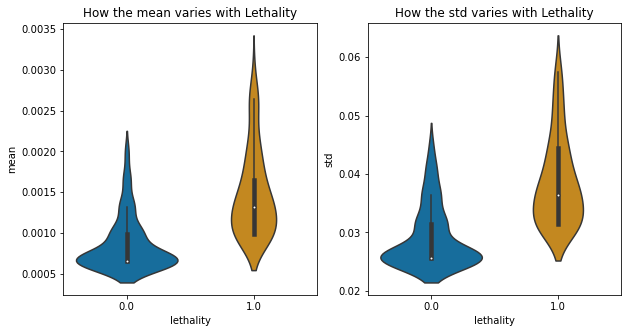 How the mean varies with Lethality
mean
0.0035
0.0030
0.0025
0.0020
0.0015
0.0010
0.0005
0.0
1.0
lethality
How the std varies with Lethality
std
0.06
0.05
0.04
0.03
0.02
0.0
1.0
lethality